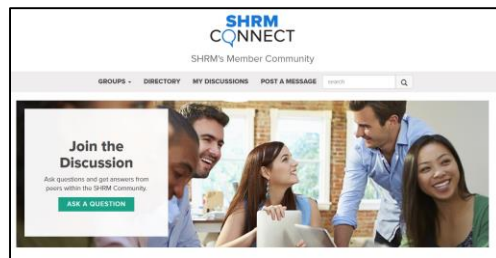 SHRM
CONNECT
SHRM's Member Community
GROUPS DIRECTORY MY DISCUSSIONS POST A MESSAGE search
Join the
Discussion
Ask questions and get answers from
peers within the SHRM Community.
ASK A QUESTION